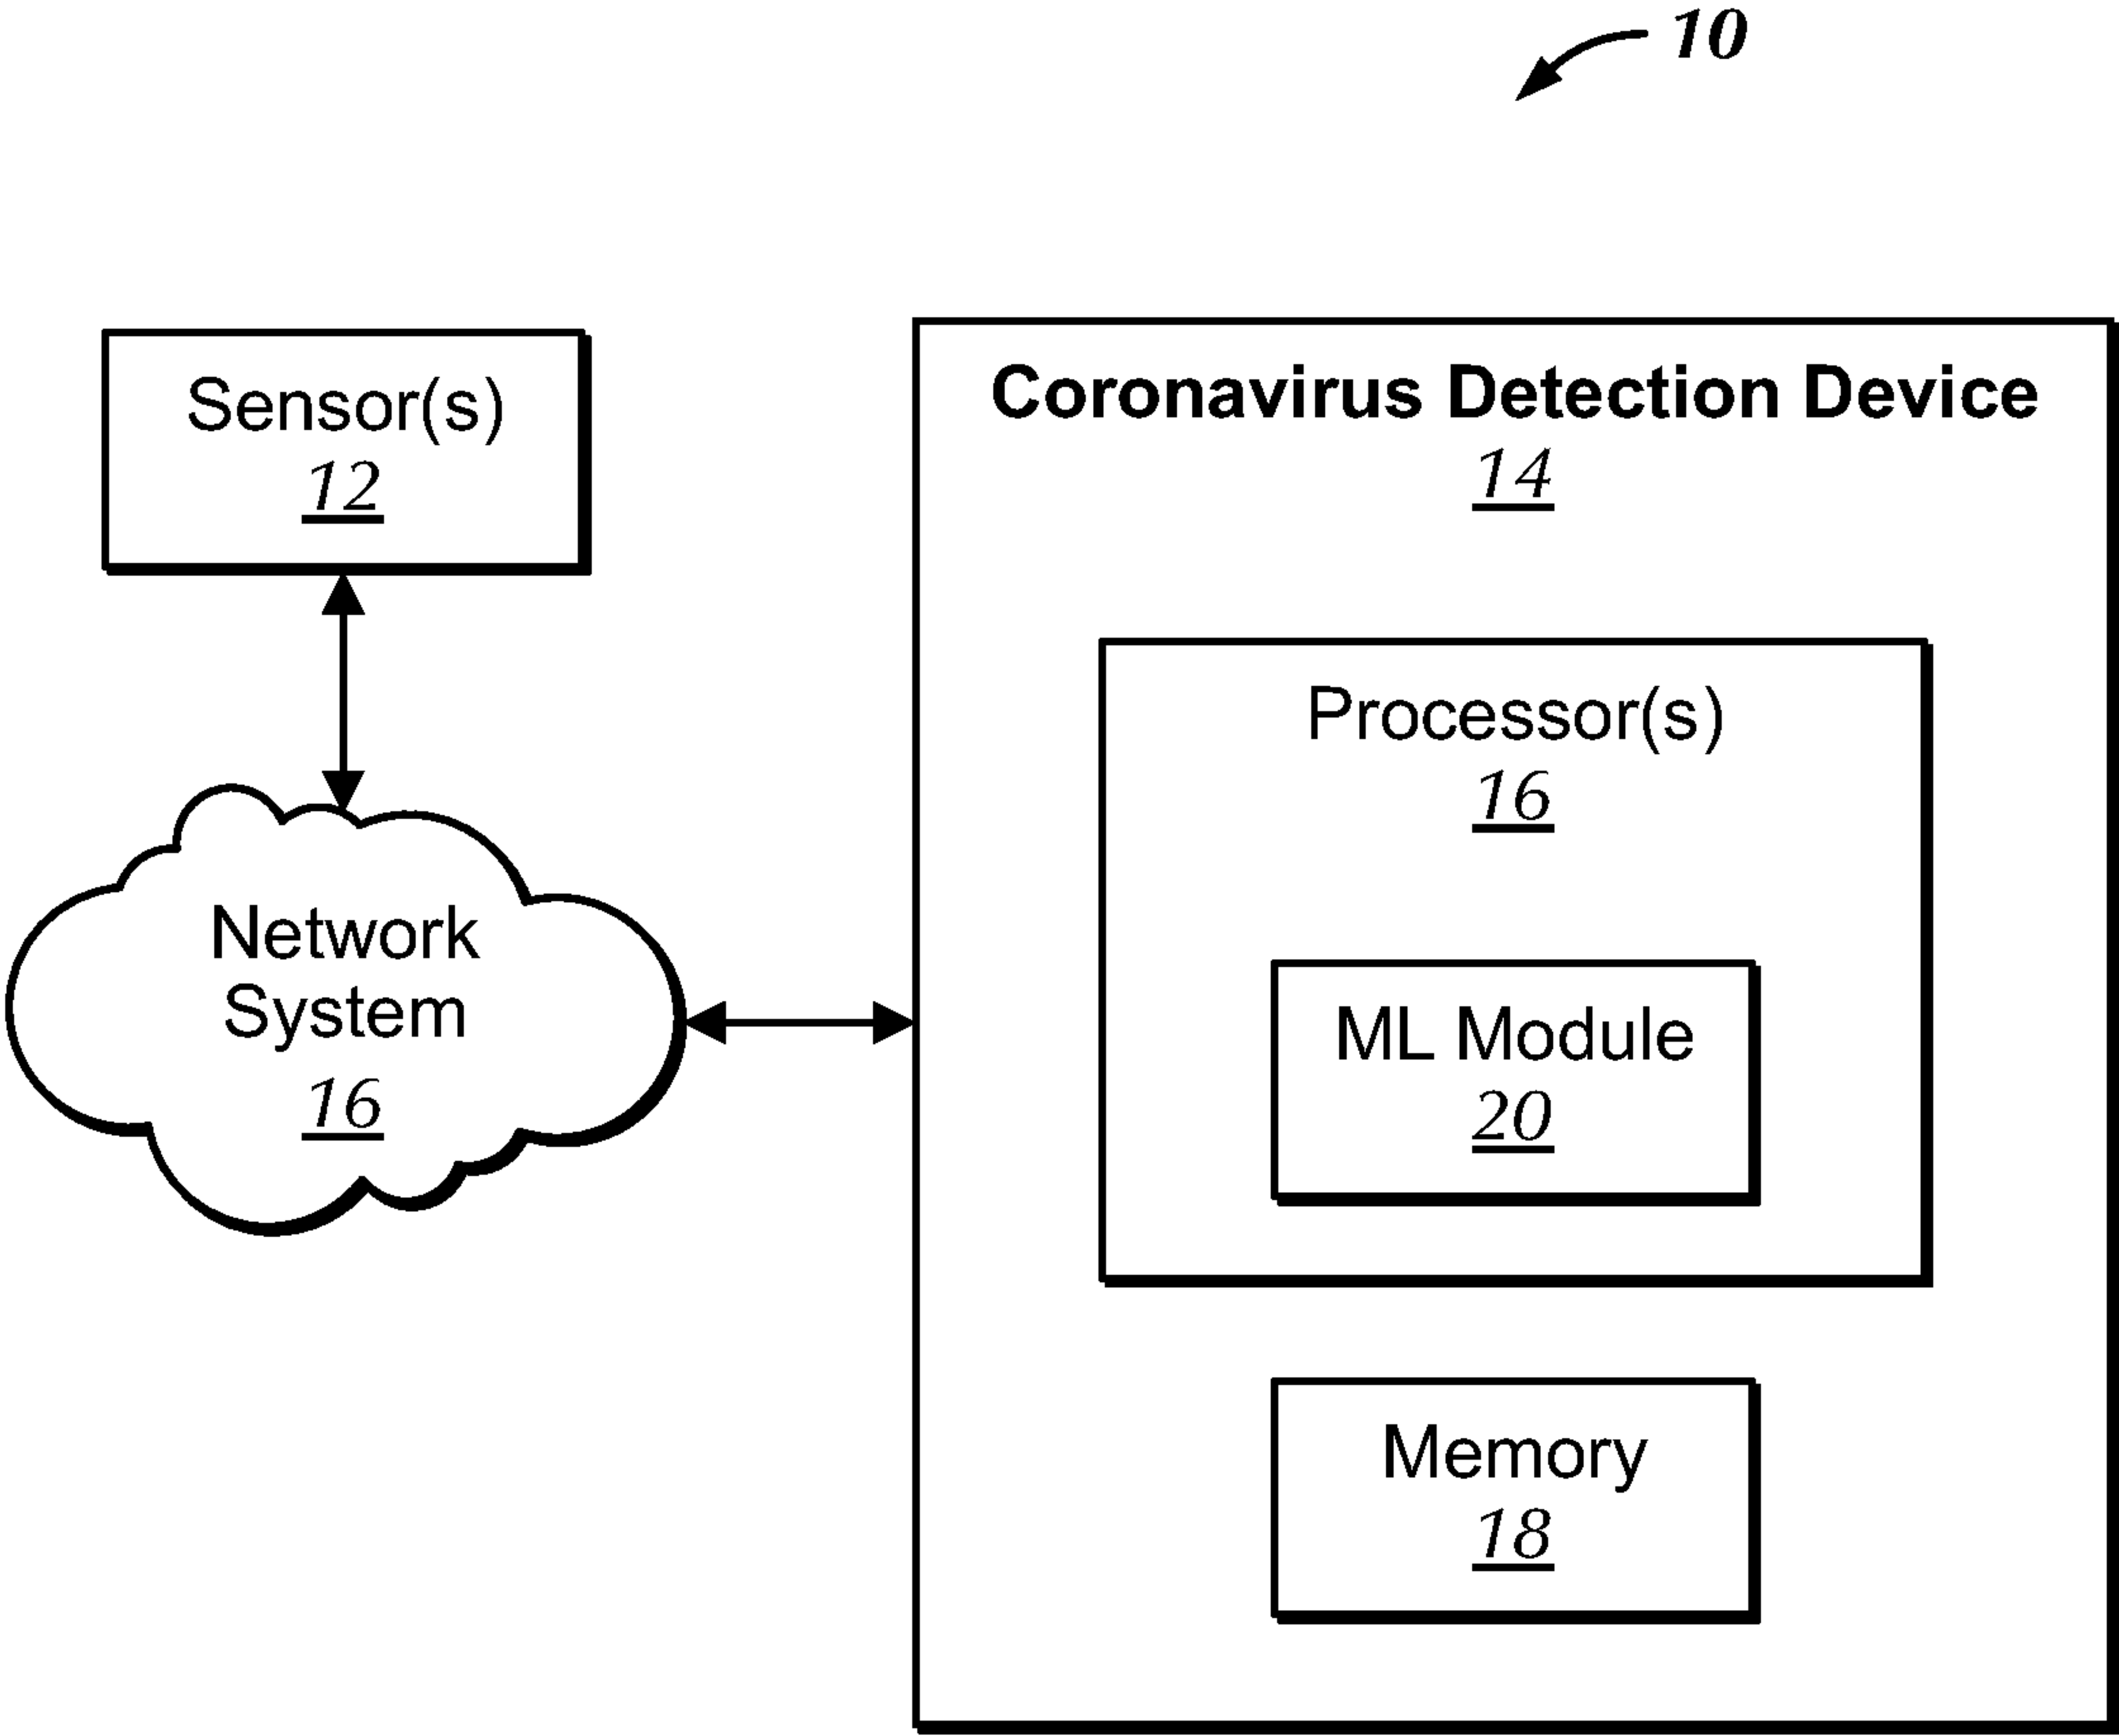 10
Sensor(s)
12
Network
System
16
Coronavirus Detection Device
14
Processor(s)
16
ML Module
20
Memory
18